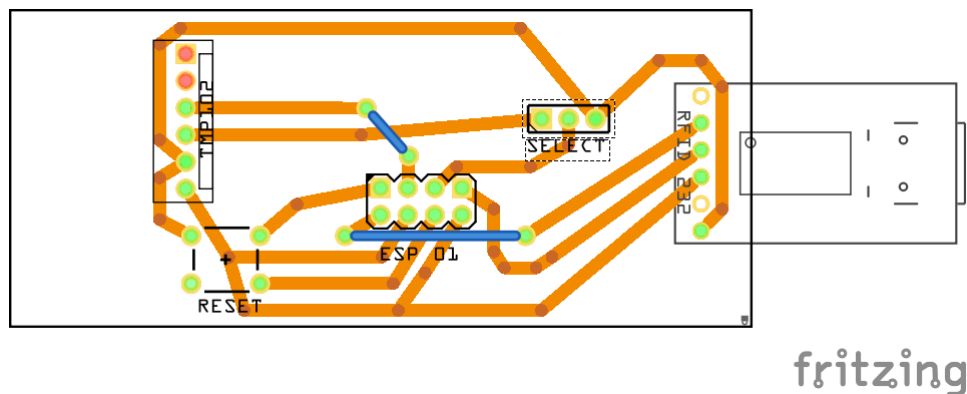 TMP102
SELECT
RFID 232
ESP 01
RESET
fritzing